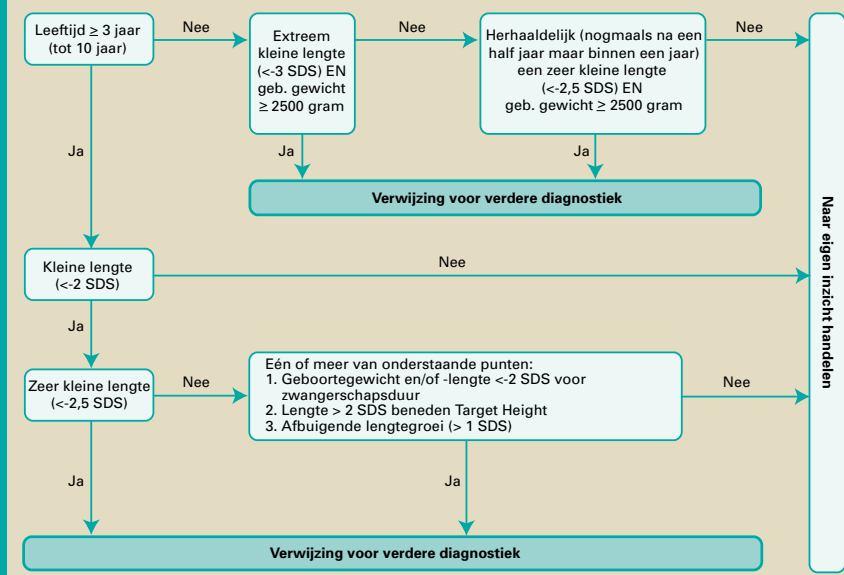 Leeftijd ≥ 3 jaar
(tot 10 jaar)
Nee
Extreem
kleine lengte
(<-3 SDS) EN
geb. gewicht
≥ 2500 gram
Nee
Herhaaldelijk (nogmaals na een
half jaar maar binnen een jaar)
een zeer kleine lengte
(<-2,5 SDS) EN
geb. gewicht ≥ 2500 gram
Nee
Ja
Ja
Ja
Verwijzing voor verdere diagnostiek
Naar eigen inzicht handelen
Kleine lengte
(<-2 SDS)
Nee
Ja
Zeer kleine lengte
(<-2,5 SDS)
Nee
Eén of meer van onderstaande punten:
1. Geboortegewicht en/of -lengte <-2 SDS voor
zwangerschapsduur
2. Lengte > 2 SDS beneden Target Height
3. Afbuigende lengtegroei (> 1 SDS)
Nee
Ja
Ja
Verwijzing voor verdere diagnostiek